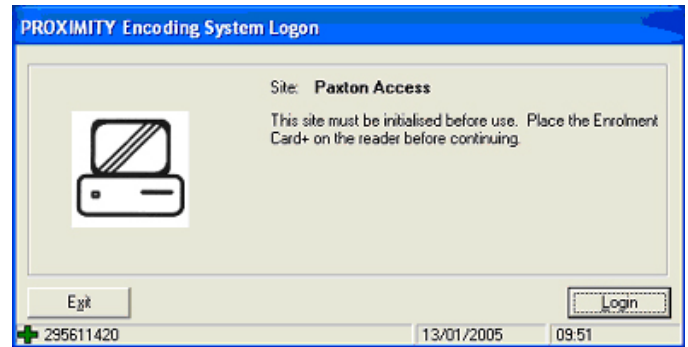 PROXIMITY Encoding System Logon
Site: Paxton Access
This site must be initialised before use. Place the Enrolment
Card+ on the reader before continuing.
Exit
Login
295611420
13/01/2005
09:51